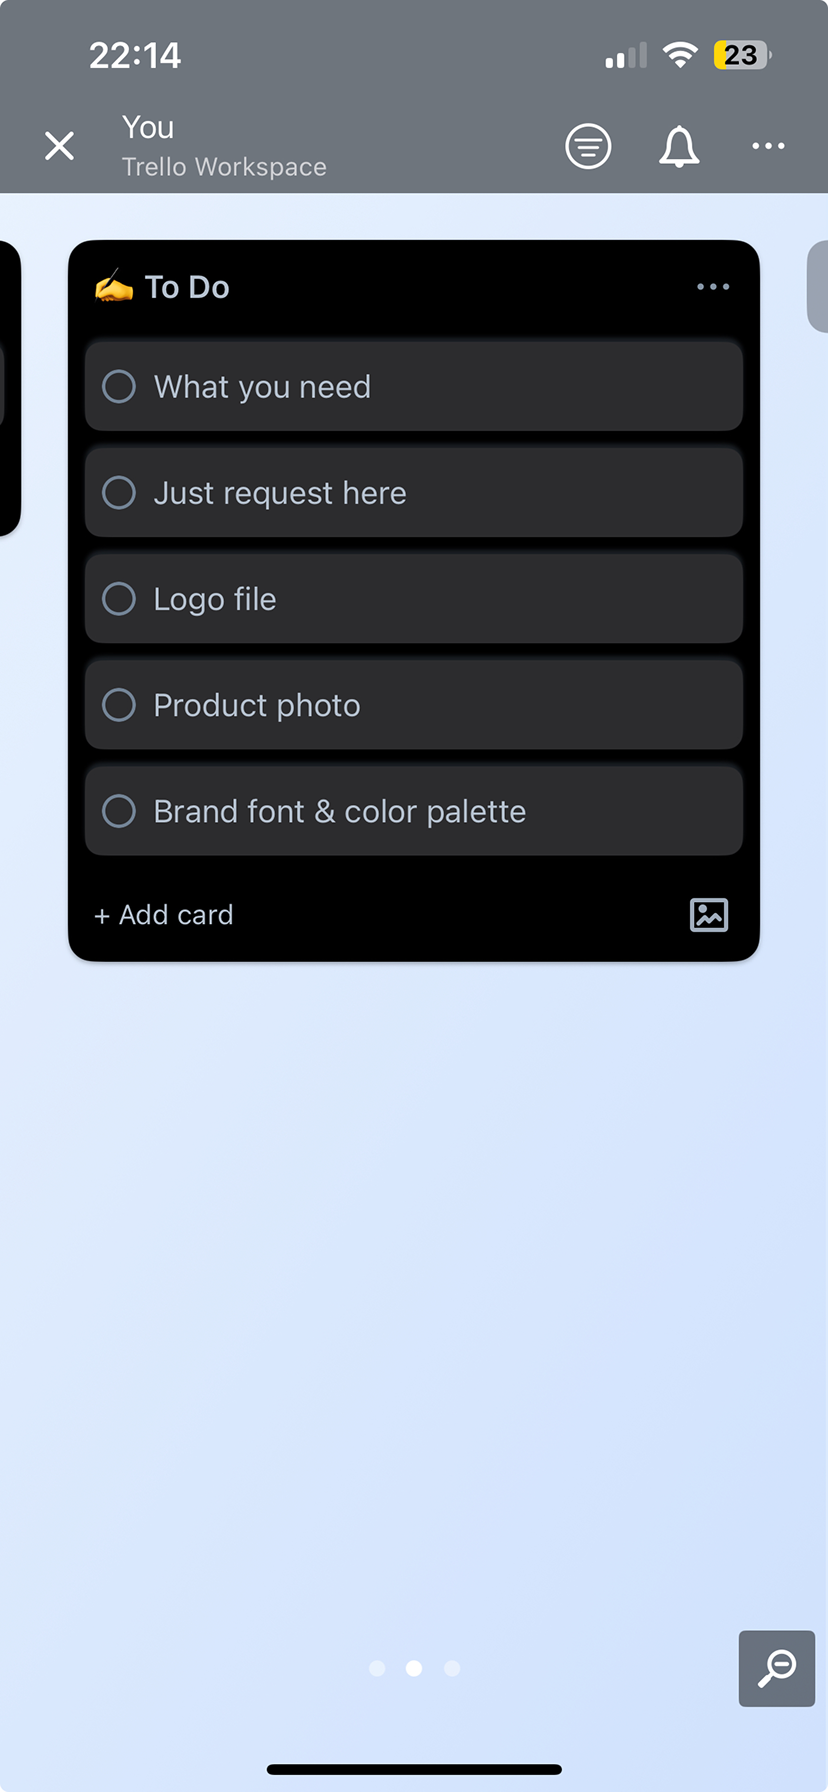 22:14
23
You
Trello Workspace
✍️ To Do
What you need
Just request here
Logo file
Product photo
Brand font & color palette
+ Add card